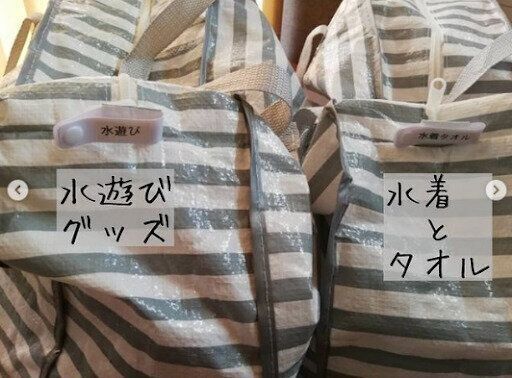 水遊び
水着タオル
水遊び
グッズ
水着
と
タオル